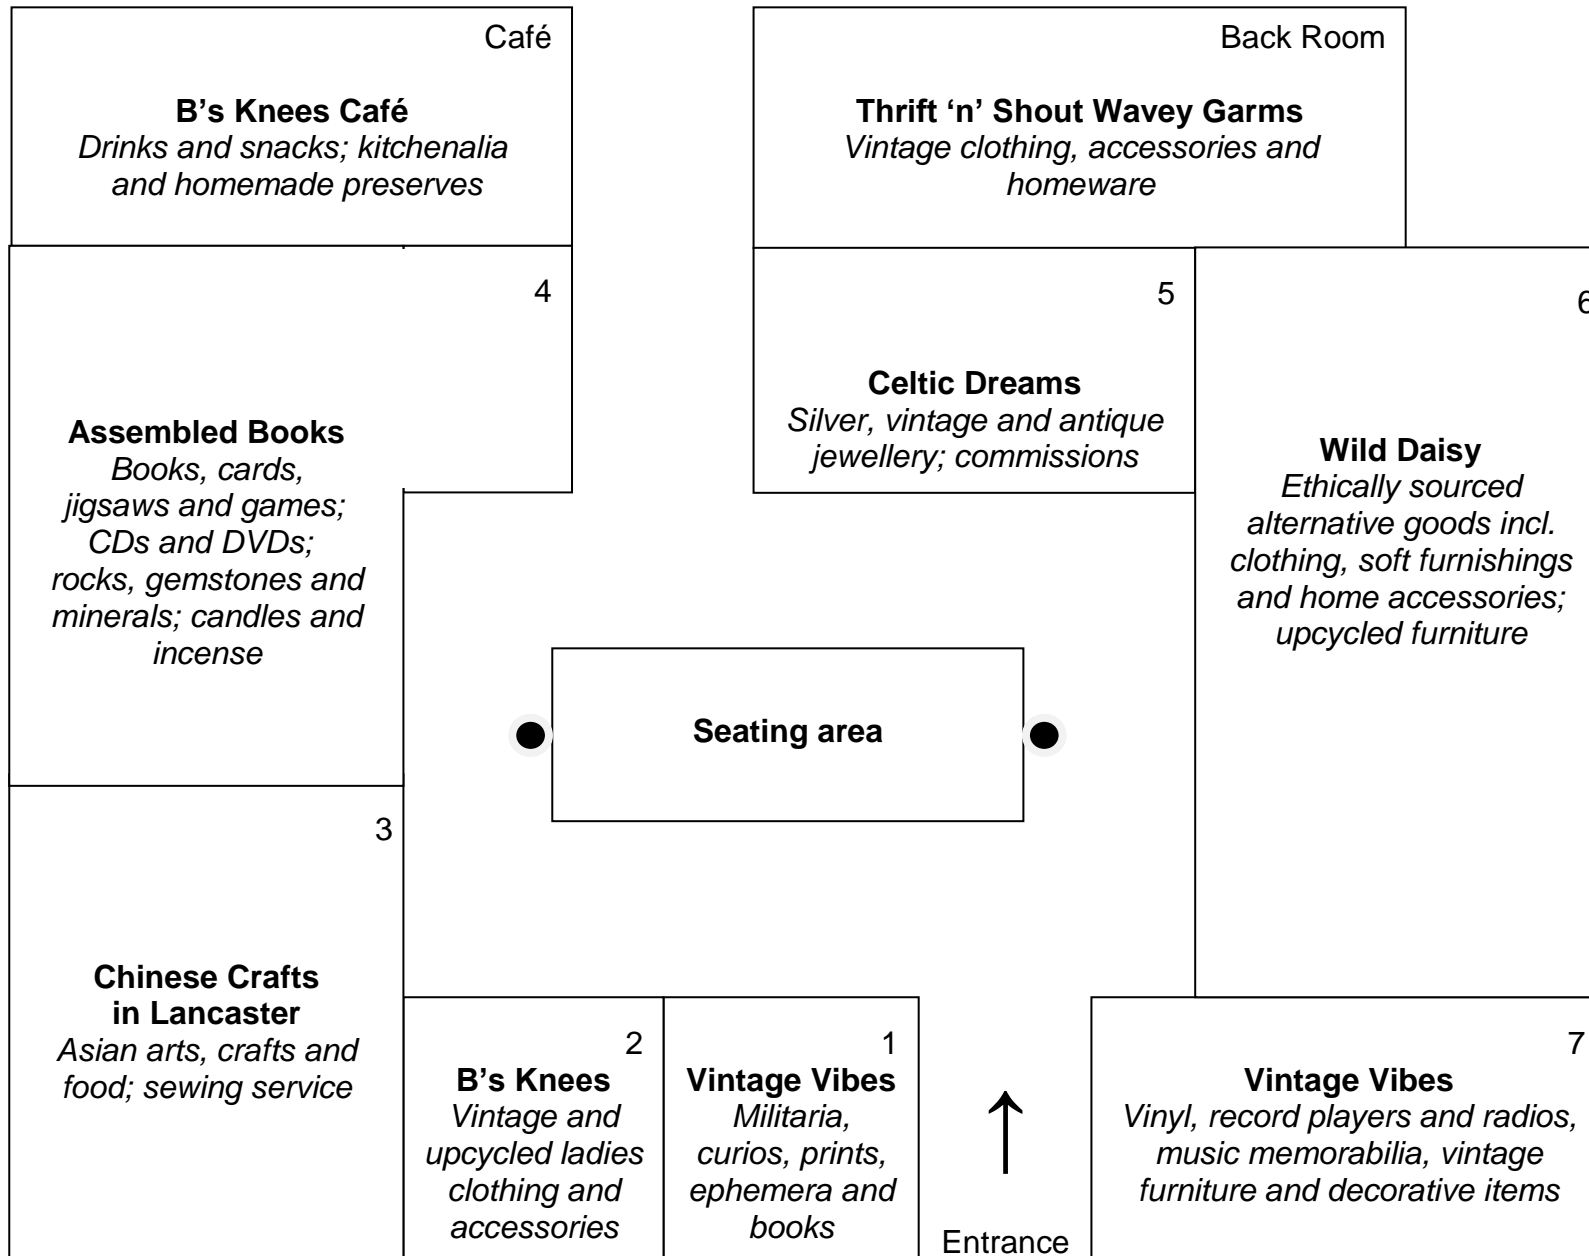 Café
B’s Knees Café
Drinks and snacks; kitchenalia
and homemade preserves
Back Room
Thrift ‘n’ Shout Wavey Garms
Vintage clothing, accessories and
homeware
4
Assembled Books
Books, cards,
jigsaws and games;
CDs and DVDs;
rocks, gemstones and
minerals; candles and
incense
5
Celtic Dreams
Silver, vintage and antique
jewellery; commissions
6
Wild Daisy
Ethically sourced
alternative goods incl.
clothing, soft furnishings
and home accessories;
upcycled furniture
Seating area
3
Chinese Crafts
in Lancaster
Asian arts, crafts and
food; sewing service
2
B’s Knees
Vintage and
upcycled ladies
clothing and
accessories
1
Vintage Vibes
Militaria,
curios, prints,
ephemera and
books
Entrance
7
Vintage Vibes
Vinyl, record players and radios,
music memorabilia, vintage
furniture and decorative items